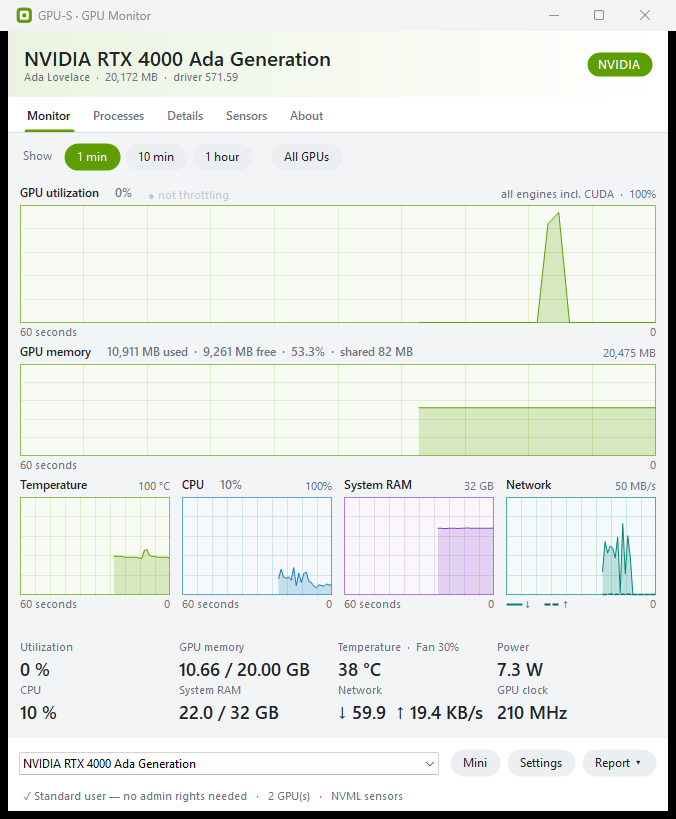 GPU-S · GPU Monitor
NVIDIA RTX 4000 Ada Generation
Ada Lovelace · 20,172 MB · driver 571.59
NVIDIA
Monitor Processes Details Sensors About
Show 1 min 10 min 1 hour All GPUs
GPU utilization 0% ● not throttling all engines incl. CUDA · 100%
60 seconds 0
GPU memory 10,911 MB used · 9,261 MB free · 53.3% · shared 82 MB 20,475 MB
60 seconds 0
Temperature 100 °C CPU 10% 100% System RAM 32 GB Network 50 MB/s
60 seconds 0 60 seconds 0 60 seconds 0 ↓ ↑ 0
Utilization GPU memory Temperature · Fan 30% Power
0 % 10.66 / 20.00 GB 38 °C 7.3 W
CPU System RAM Network GPU clock
10 % 22.0 / 32 GB ↓ 59.9 ↑ 19.4 KB/s 210 MHz
NVIDIA RTX 4000 Ada Generation Mini Settings Report ▾
✓ Standard user — no admin rights needed · 2 GPU(s) · NVML sensors